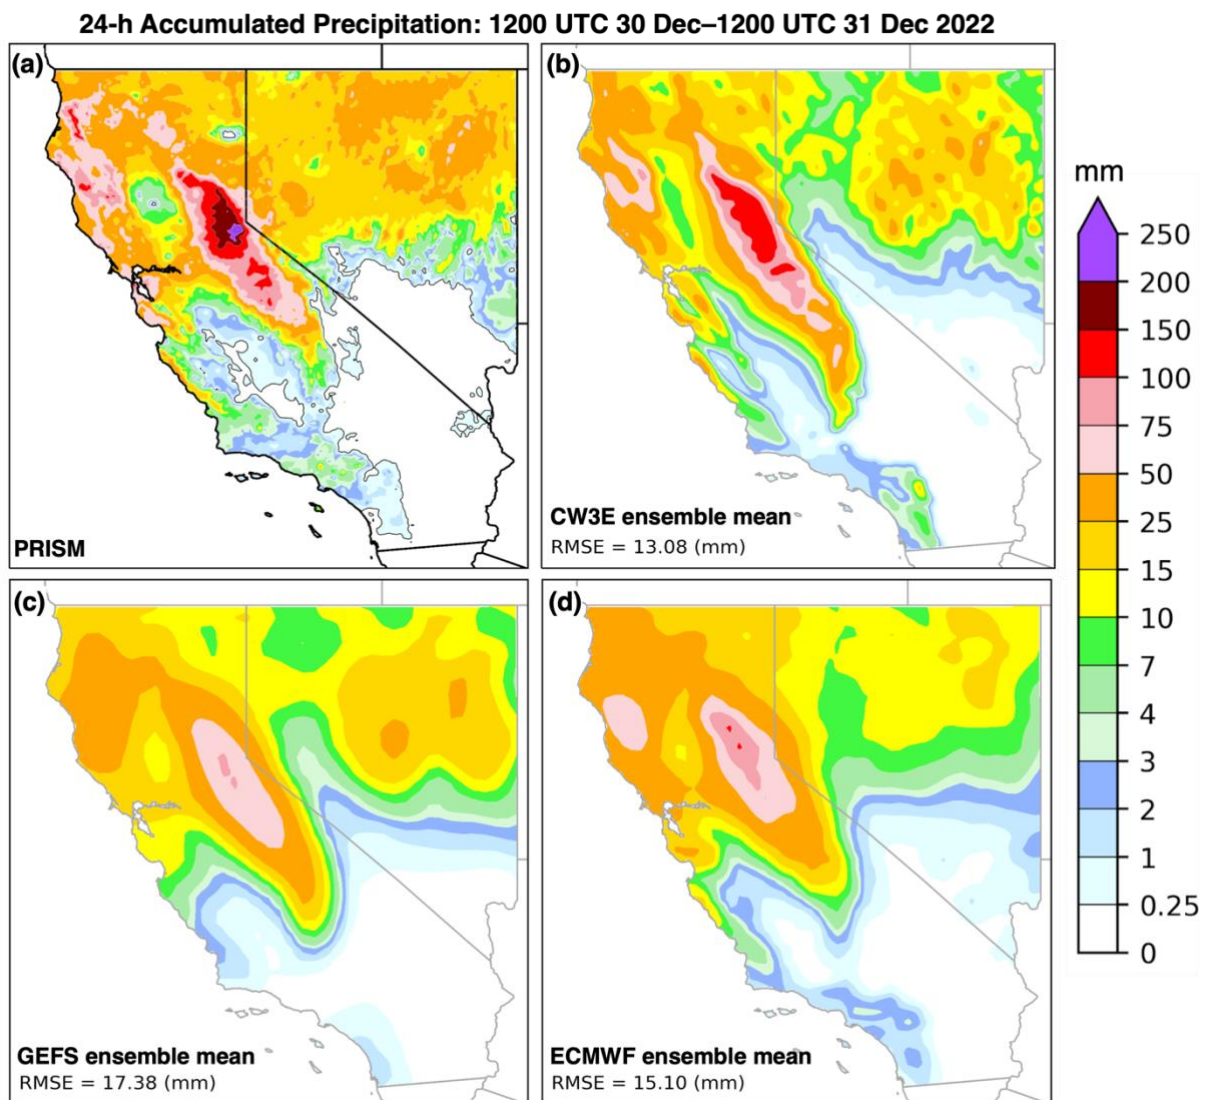 24-h Accumulated Precipitation: 1200 UTC 30 Dec–1200 UTC 31 Dec 2022
(a)
PRISM
(b)
CW3E ensemble mean
RMSE = 13.08 (mm)
(c)
GEFS ensemble mean
RMSE = 17.38 (mm)
(d)
ECMWF ensemble mean
RMSE = 15.10 (mm)
mm
250
200
150
100
75
50
25
15
10
7
4
3
2
1
0.25
0